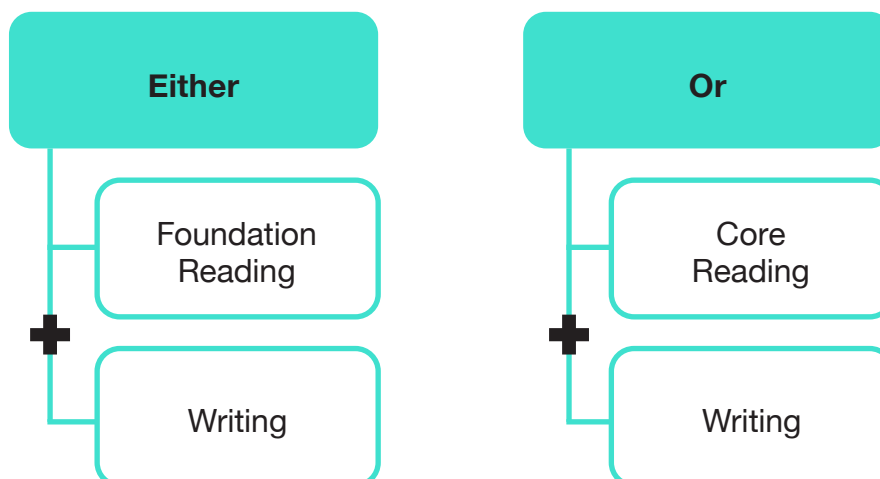 Either
Foundation
Reading
Writing
Or
Core
Reading
Writing